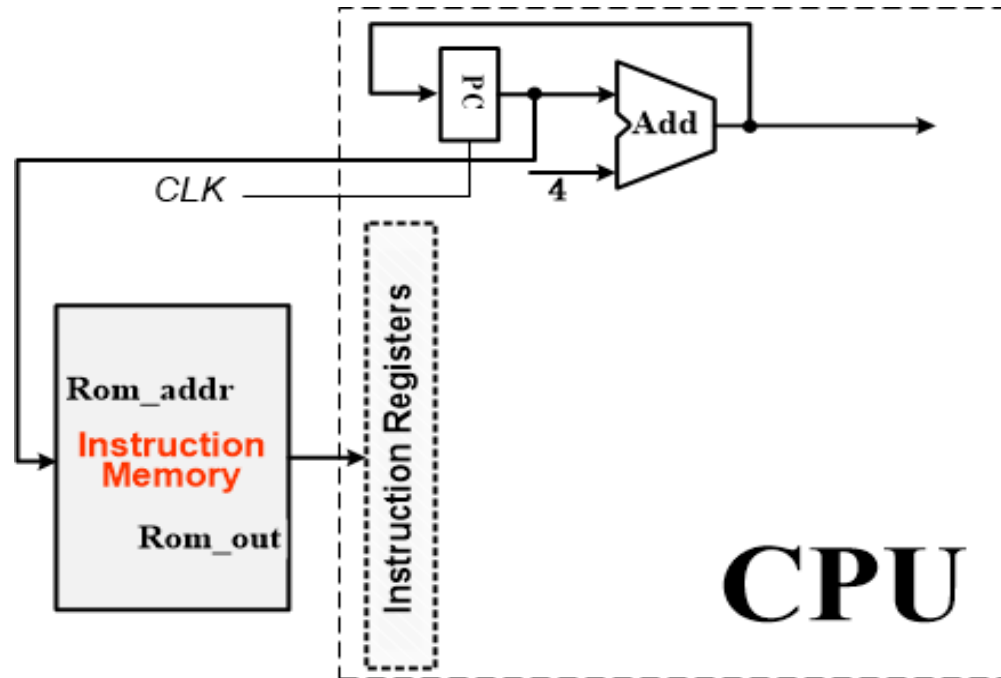 PC
Add
4
CLK
Instruction Registers
Rom_addr
Instruction
Memory
Rom_out
CPU